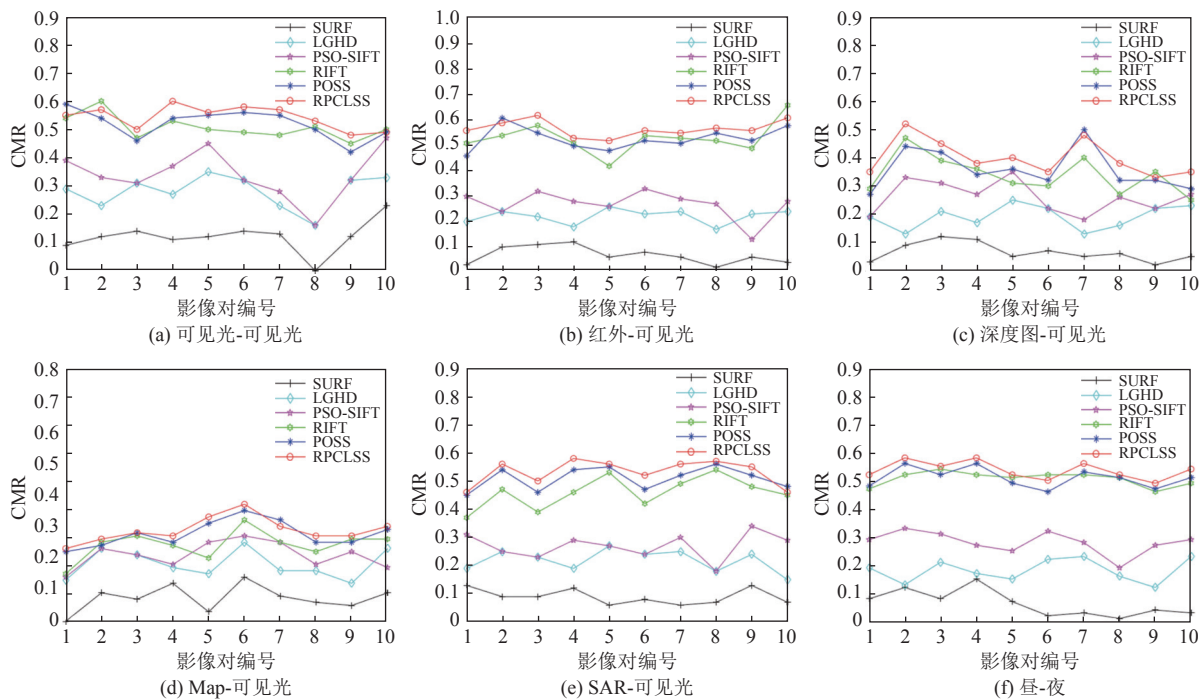 0.9
0.8
0.7
0.6
0.5
0.4
0.3
0.2
0.1
0
CMR
SURF
LGHD
PSO-SIFT
RIFT
POSS
RPCLSS
1 2 3 4 5 6 7 8 9 10
影像对编号
(a) 可见光-可见光
1.0
0.9
0.8
0.7
0.6
0.5
0.4
0.3
0.2
0.1
0
CMR
SURF
LGHD
PSO-SIFT
RIFT
POSS
RPCLSS
1 2 3 4 5 6 7 8 9 10
影像对编号
(b) 红外-可见光
0.9
0.8
0.7
0.6
0.5
0.4
0.3
0.2
0.1
0
CMR
SURF
LGHD
PSO-SIFT
RIFT
POSS
RPCLSS
1 2 3 4 5 6 7 8 9 10
影像对编号
(c) 深度图-可见光
0.8
0.7
0.6
0.5
0.4
0.3
0.2
0.1
0
CMR
SURF
LGHD
PSO-SIFT
RIFT
POSS
RPCLSS
1 2 3 4 5 6 7 8 9 10
影像对编号
(d) Map-可见光
0.9
0.8
0.7
0.6
0.5
0.4
0.3
0.2
0.1
0
CMR
SURF
LGHD
PSO-SIFT
RIFT
POSS
RPCLSS
1 2 3 4 5 6 7 8 9 10
影像对编号
(e) SAR-可见光
0.9
0.8
0.7
0.6
0.5
0.4
0.3
0.2
0.1
0
CMR
SURF
LGHD
PSO-SIFT
RIFT
POSS
RPCLSS
1 2 3 4 5 6 7 8 9 10
影像对编号
(f) 昼-夜